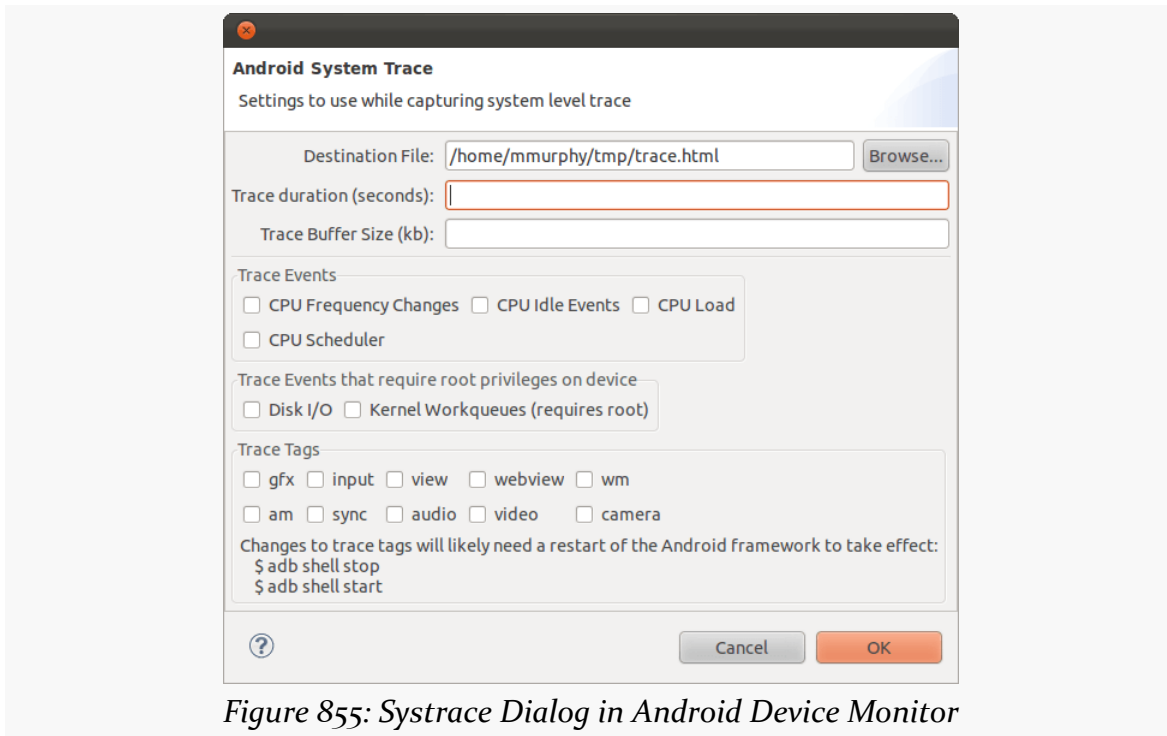 Android System Trace
Settings to use while capturing system level trace
Destination File: /home/mmurphy/tmp/trace.html Browse...
Trace duration (seconds):
Trace Buffer Size (kb):
Trace Events
CPU Frequency Changes CPU Idle Events CPU Load
CPU Scheduler
Trace Events that require root privileges on device
Disk I/O Kernel Workqueues (requires root)
Trace Tags
gfx input view webview wm
am sync audio video camera
Changes to trace tags will likely need a restart of the Android framework to take effect:
$ adb shell stop
$ adb shell start
? Cancel OK
Figure 855: Systrace Dialog in Android Device Monitor